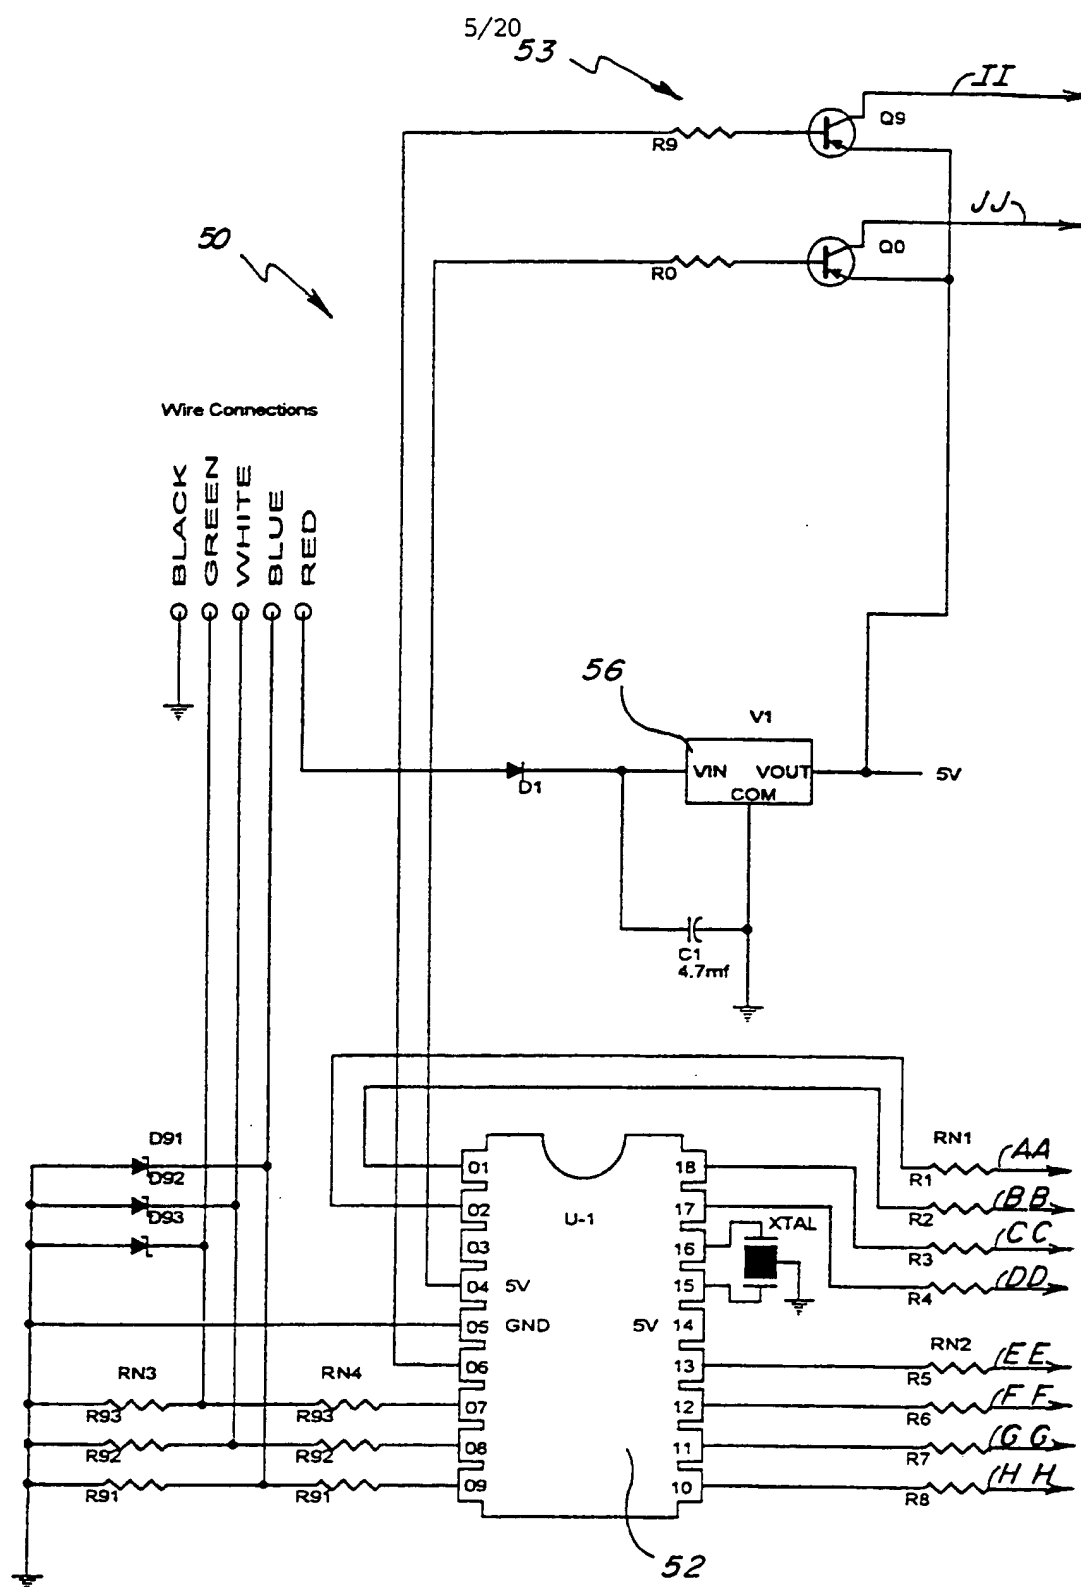 5/20
53
II
Q9
R9
JJ
50
Q0
R0
Wire Connections
BLACK
GREEN
WHITE
BLUE
RED
56
V1
VIN
VOUT
5V
COM
D1
C1
4.7mf
D91
D92
D93
RN1
AA
R1
BB
R2
CC
R3
DD
R4
01
02
03
04
05
06
07
08
09
5V
GND
U-1
5V
18
17
16
15
14
13
12
11
10
XTAL
RN2
EE
R5
FF
R6
GG
R7
HH
R8
RN3
RN4
R93
R93
R92
R92
R91
R91
52